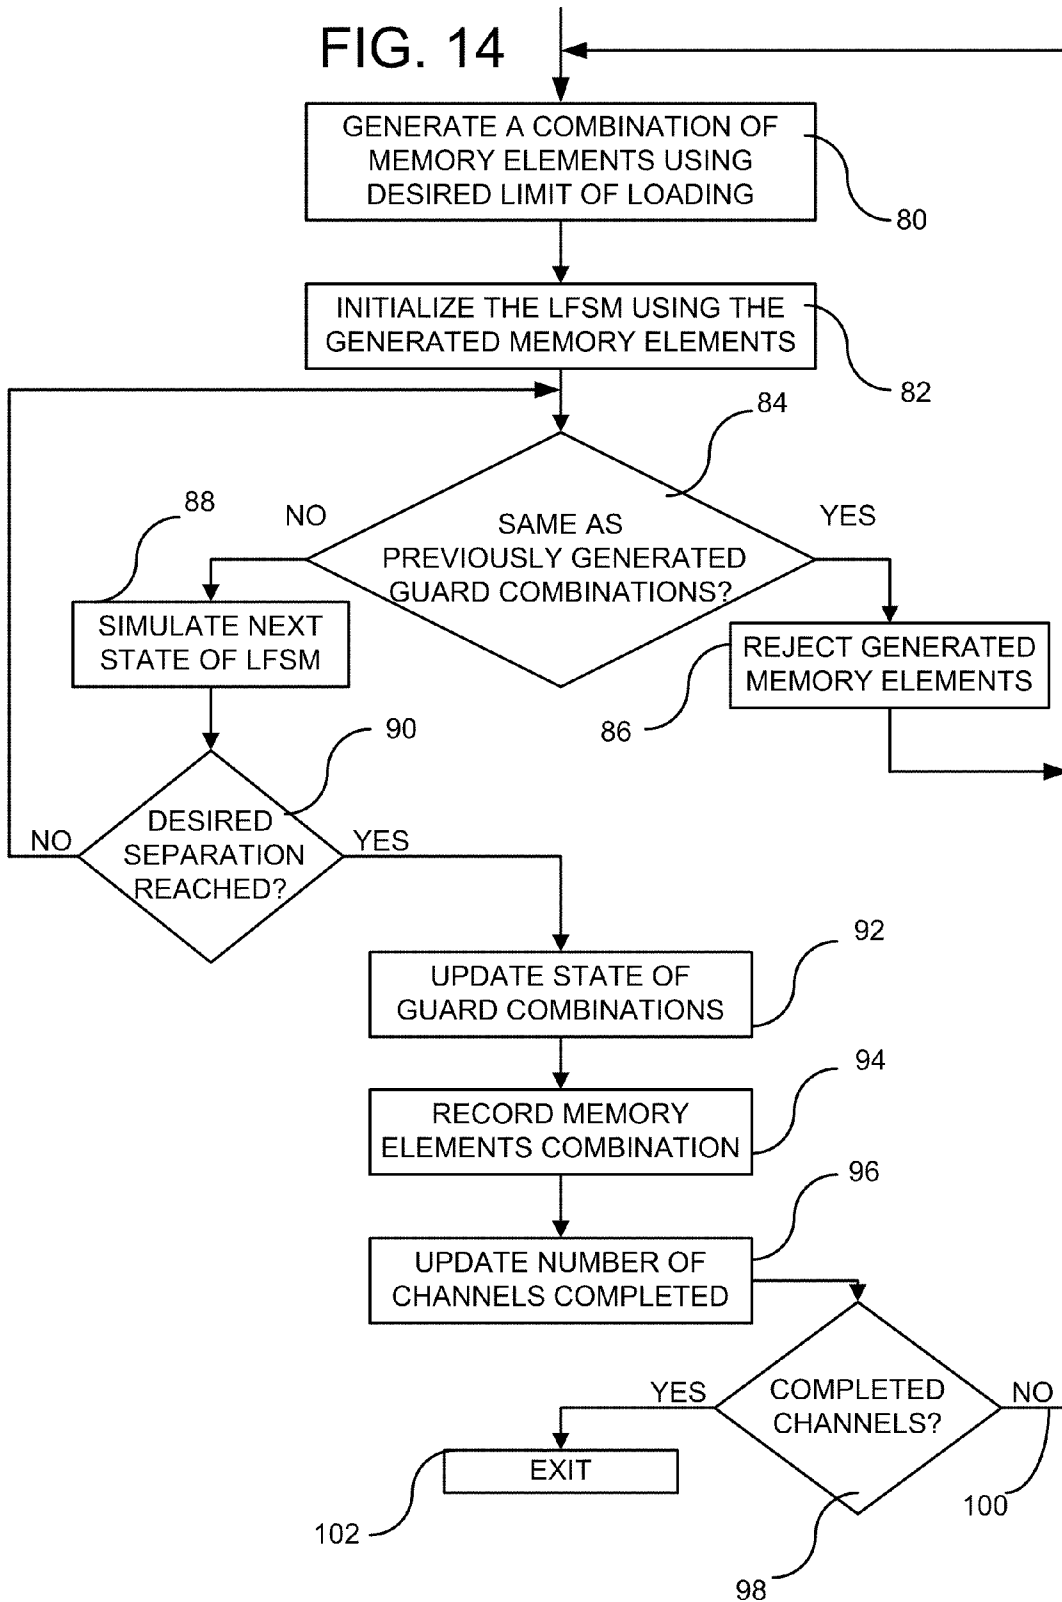 FIG. 14
GENERATE A COMBINATION OF
MEMORY ELEMENTS USING
DESIRED LIMIT OF LOADING
80
INITIALIZE THE LFSM USING THE
GENERATED MEMORY ELEMENTS
82
84
SAME AS
PREVIOUSLY GENERATED
GUARD COMBINATIONS?
NO
YES
88
SIMULATE NEXT
STATE OF LFSM
REJECT GENERATED
MEMORY ELEMENTS
86
90
DESIRED
SEPARATION
REACHED?
NO
YES
92
UPDATE STATE OF
GUARD COMBINATIONS
94
RECORD MEMORY
ELEMENTS COMBINATION
96
UPDATE NUMBER OF
CHANNELS COMPLETED
YES
COMPLETED
CHANNELS?
NO
EXIT
100
102
98